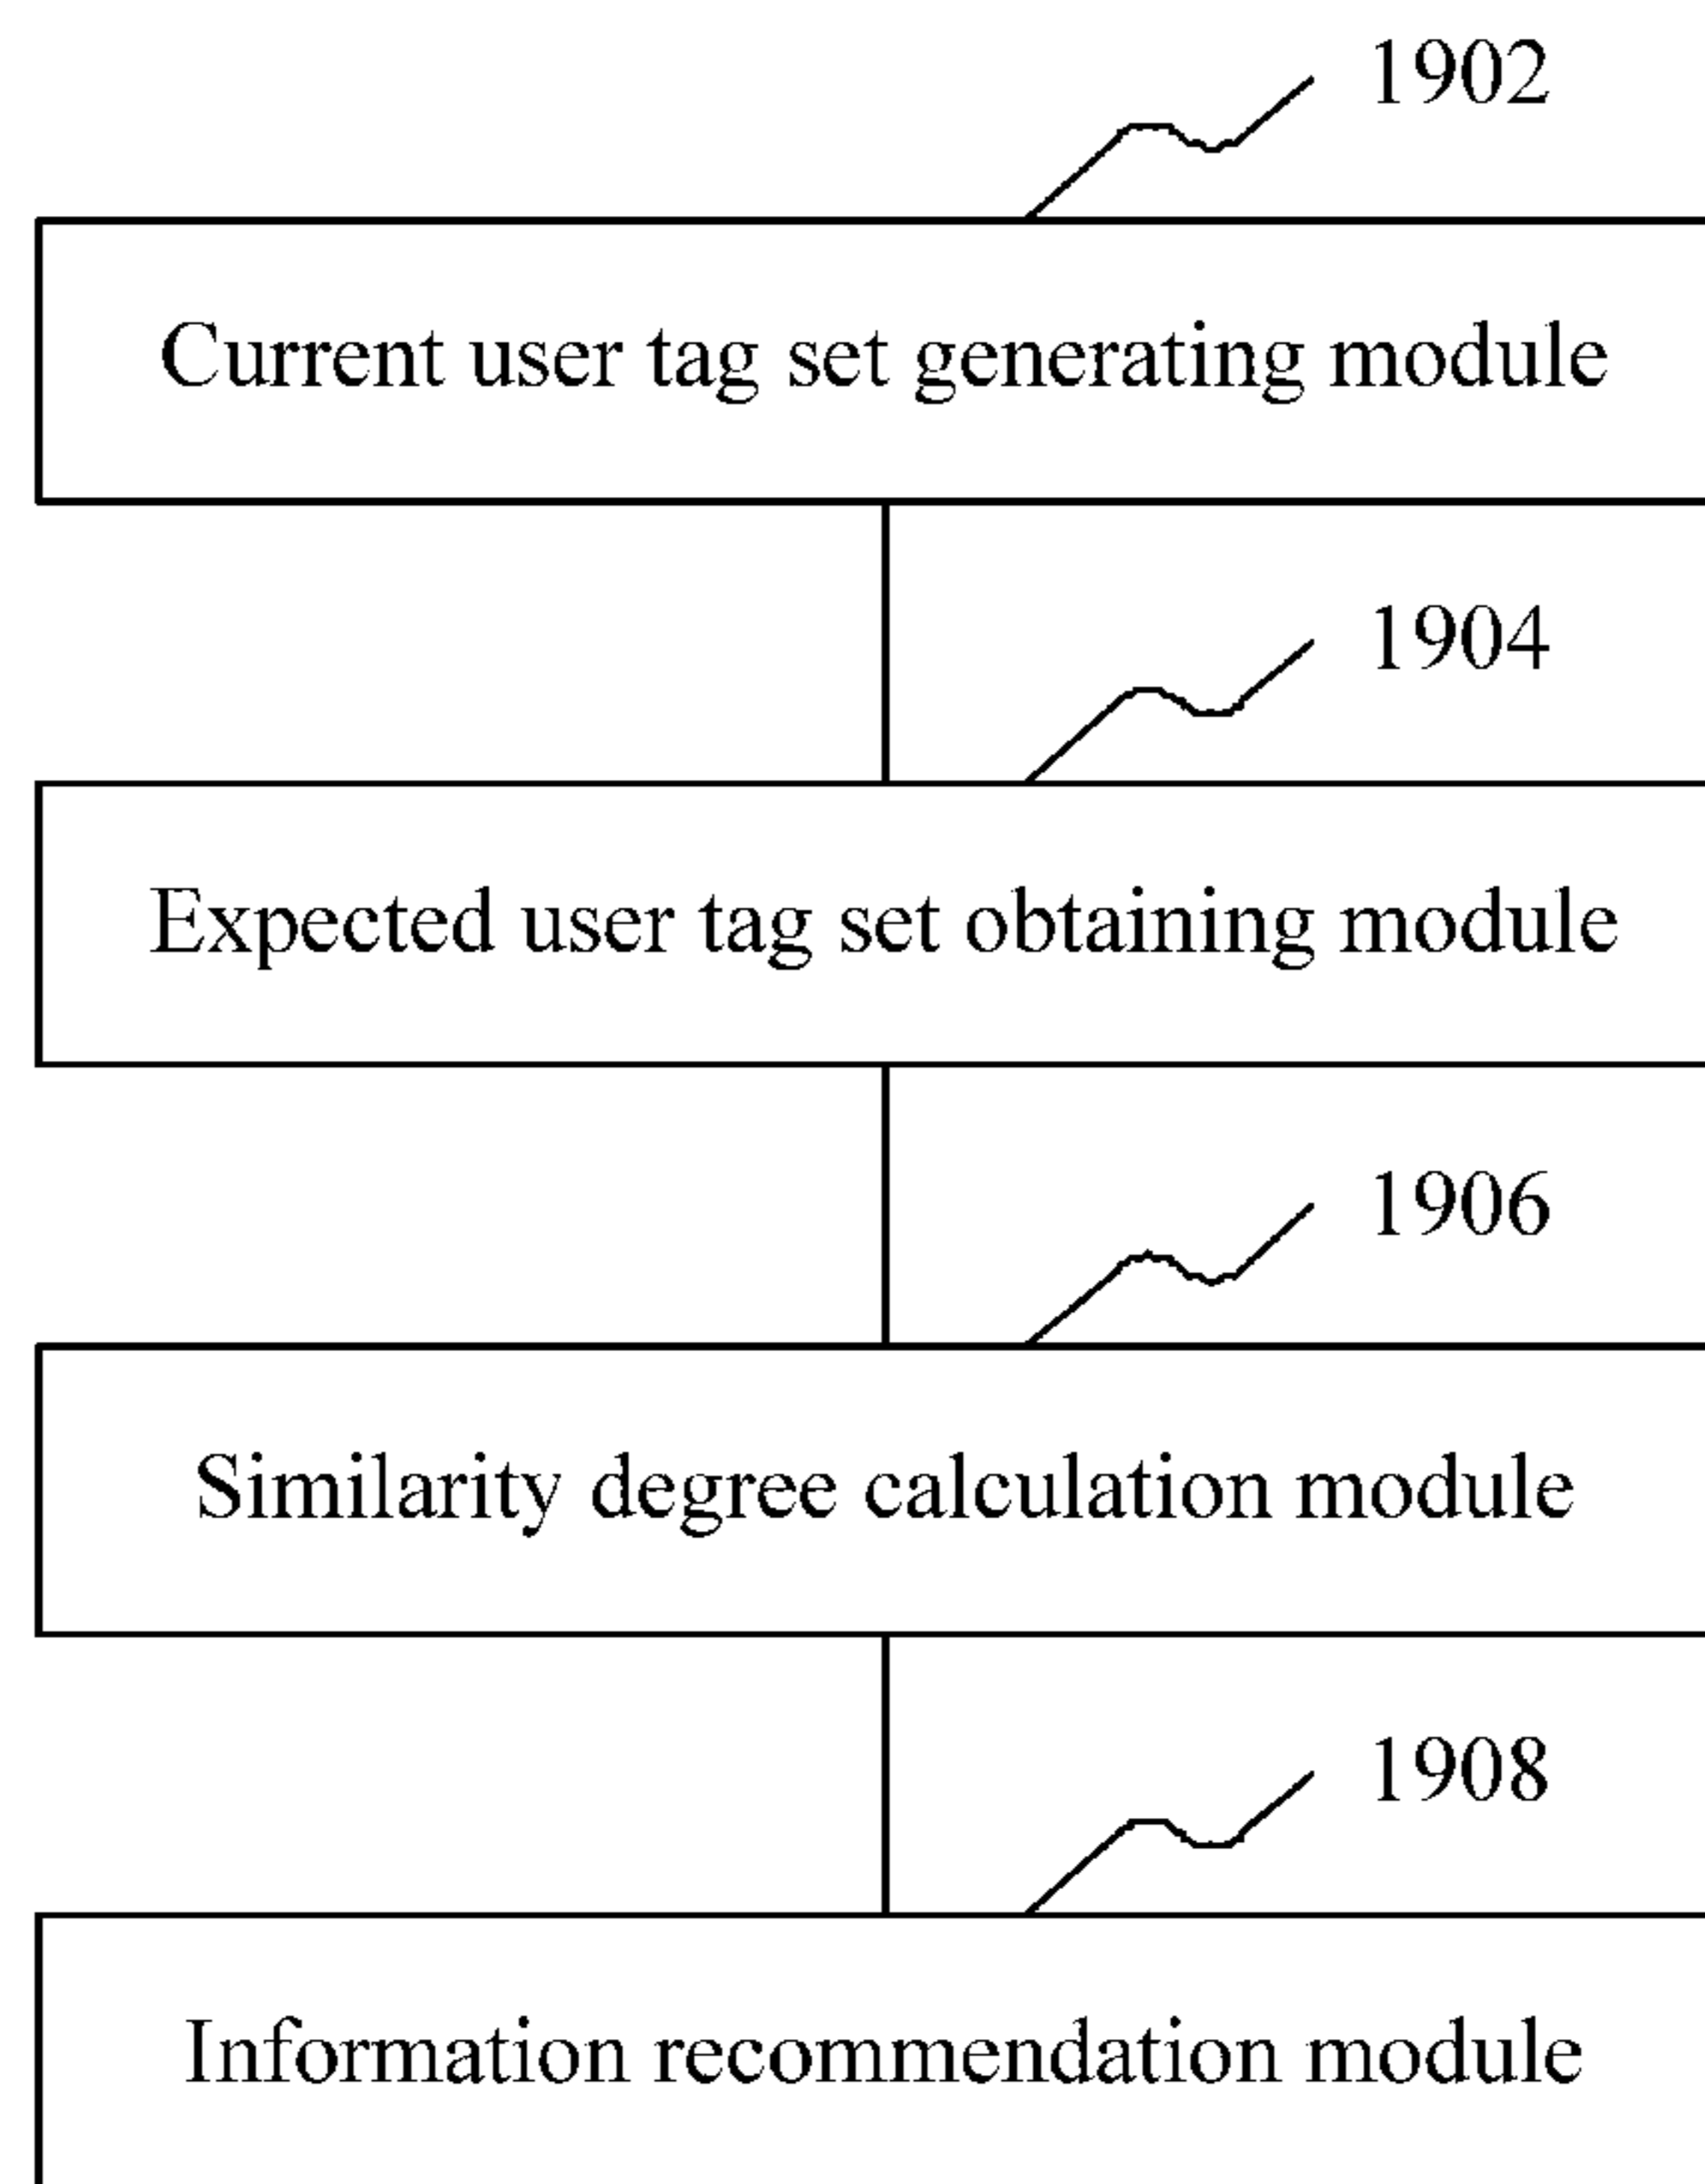 1902
Current user tag set generating module
1904
Expected user tag set obtaining module
1906
Similarity degree calculation module
1908
Information recommendation module